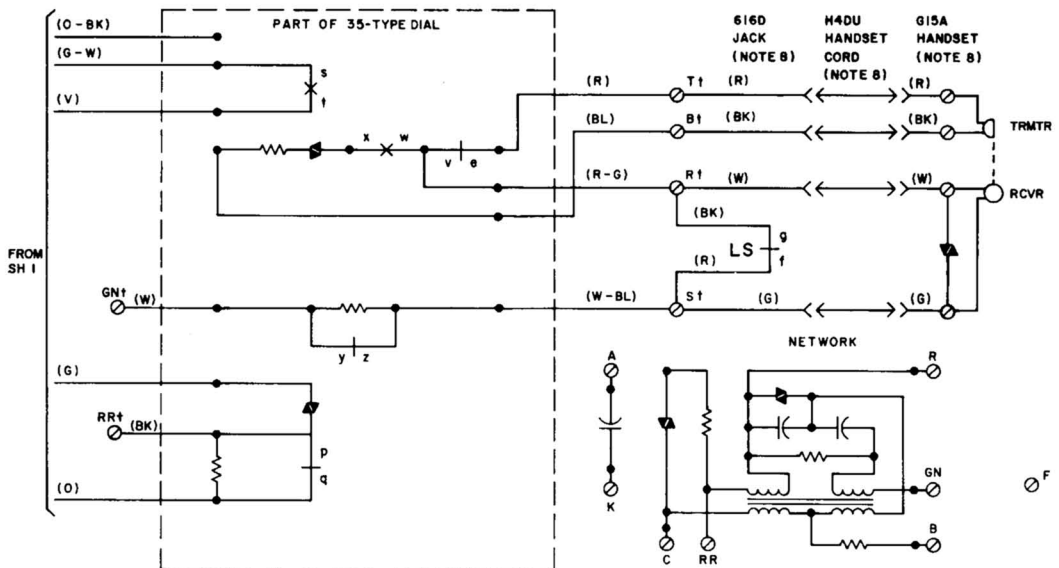 PART OF 35-TYPE DIAL
616D
JACK
(NOTE 8)
H4DU
HANDSET
CORD
(NOTE 8)
G15A
HANDSET
(NOTE 8)
(O-BK)
(G-W)
s
t
(V)
(R)
T†
(R)
(R)
(BL)
B†
(BK)
(BK)
TRMTR
x
w
v
e
(R-G)
R†
(W)
(W)
RCVR
(BK)
LS
g
f
(R)
FROM
SH 1
GN†
(W)
(W-BL)
S†
(G)
(G)
y
z
NETWORK
(G)
A
R
RR†
(BK)
p
q
(O)
K
GN
F
B
C
RR